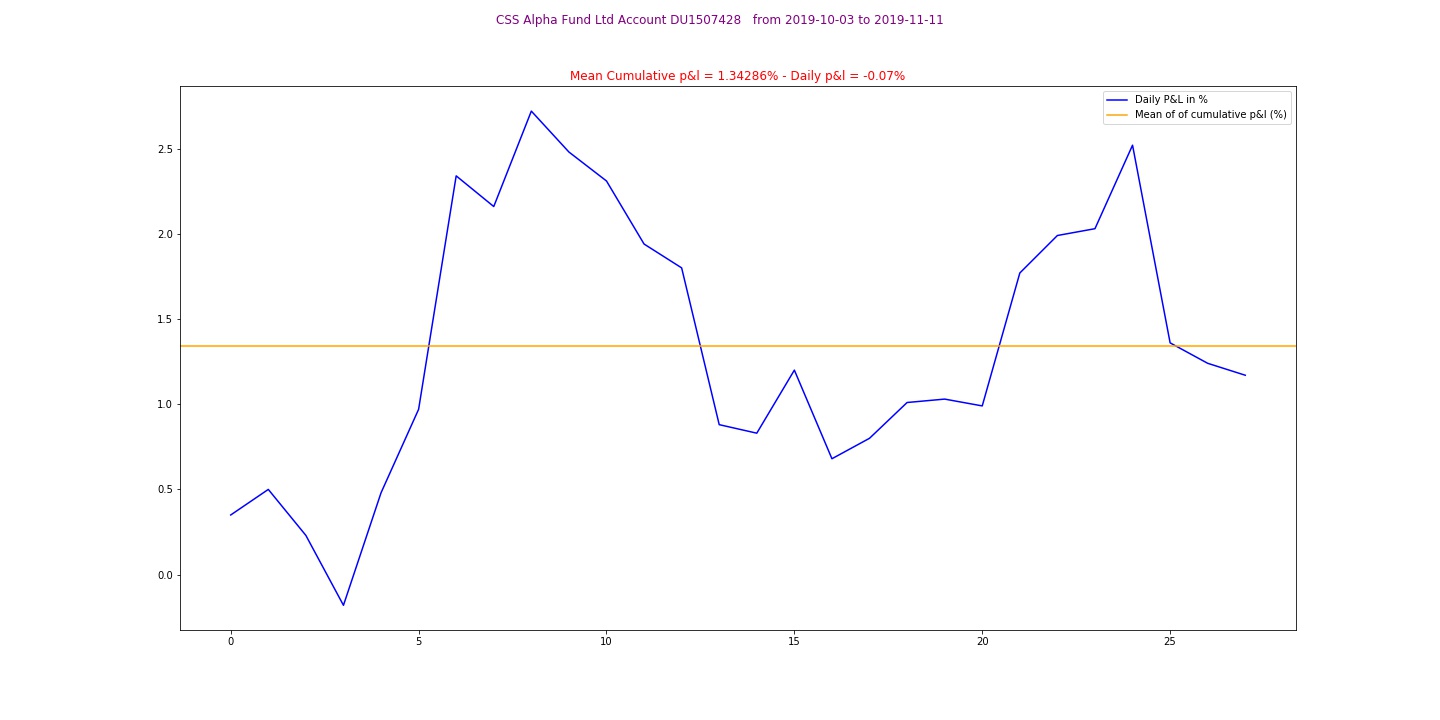 CSS Alpha Fund Ltd Account DU1507428   from 2019-10-03 to 2019-11-11
Mean Cumulative p&l = 1.34286% - Daily p&l = -0.07%
Daily P&L in %
Mean of of cumulative p&l (%)
2.5
2.0
1.5
1.0
0.5
0.0
0 5 10 15 20 25